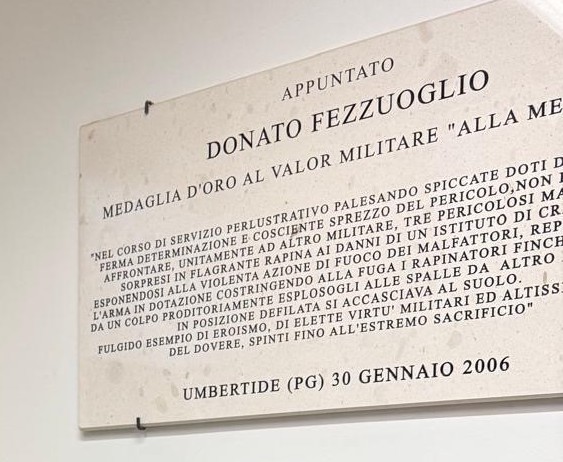 APPUNTATO
DONATO FEZZUOGLIO
MEDAGLIA D'ORO AL VALOR MILITARE "ALLA ME
"NEL CORSO DI SERVIZIO PERLUSTRATIVO PALESANDO SPICCATE DOTI D
FERMA DETERMINAZIONE E COSCIENTE SPREZZO DEL PERICOLO,NON
AFFRONTARE, UNITAMENTE AD ALTRO MILITARE, TRE PERICOLOSI MA
SORPRESI IN FLAGRANTE RAPINA AI DANNI DI UN ISTITUTO DI CR
ESPONENDOSI ALLA VIOLENTA AZIONE DI FUOCO DEI MALFATTORI, REP
L'ARMA IN DOTAZIONE COSTRINGENDO ALLA FUGA I RAPINATORI FINCH
DA UN COLPO PRODITORIAMENTE ESPLOSOGLI ALLE SPALLE DA ALTRO
IN POSIZIONE DEFILATA SI ACCASCIAVA AL SUOLO.
FULGIDO ESEMPIO DI EROISMO, DI ELETTE VIRTU' MILITARI ED ALTISS
DEL DOVERE, SPINTI FINO ALL'ESTREMO SACRIFICIO"
UMBERTIDE (PG) 30 GENNAIO 2006